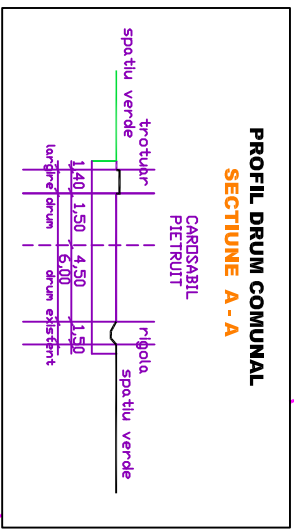 PROFIL DRUM COMUNAL
SECTIUNE A - A
CAROSABIL
PIETRUIT
spatiu verde
trotuar
rigola
spatiu verde
1,40
1,50
4,50
1,50
6,00
largire drum
drum existent